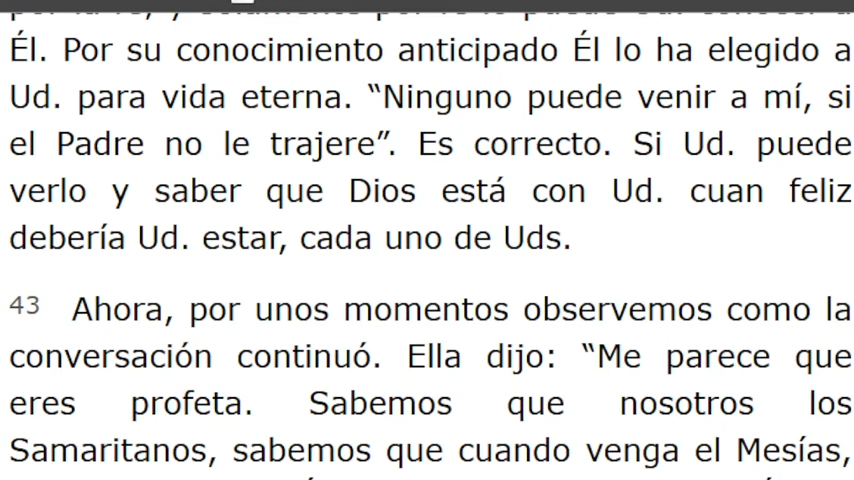 Él. Por su conocimiento anticipado Él lo ha elegido a
Ud. para vida eterna. “Ninguno puede venir a mí, si
el Padre no le trajere”. Es correcto. Si Ud. puede
verlo y saber que Dios está con Ud. cuan feliz
debería Ud. estar, cada uno de Uds.
43 Ahora, por unos momentos observemos como la
conversación continuó. Ella dijo: “Me parece que
eres profeta. Sabemos que nosotros los
Samaritanos, sabemos que cuando venga el Mesías,